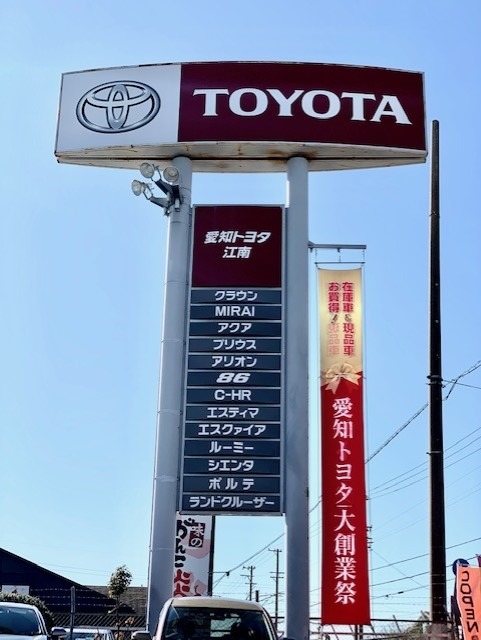 TOYOTA
愛知トヨタ
江南
クラウン
MIRAI
アクア
プリウス
アリオン
86
C-HR
エスティマ
エスクァイア
ルーミー
シエンタ
ポルテ
ランドクルーザー
在庫車&現品車
お買得
愛知トヨタ大創業祭
味の
OPEN